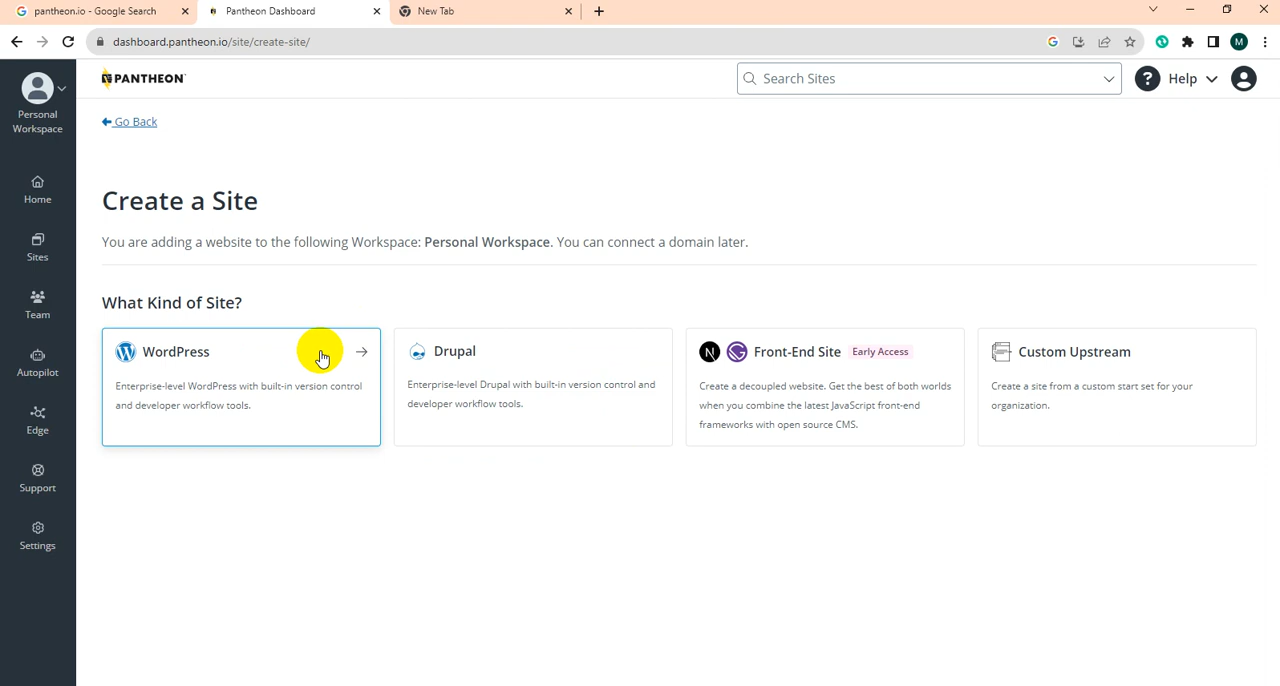 pantheon.io - Google Search
Pantheon Dashboard
New Tab
dashboard.pantheon.io/site/create-site/
M
Personal
Workspace
PANTHEON
Search Sites
?
Help
Go Back
Home
Sites
Team
Autopilot
Edge
Support
Settings
Create a Site
You are adding a website to the following Workspace: Personal Workspace. You can connect a domain later.
What Kind of Site?
WordPress
Enterprise-level WordPress with built-in version control
and developer workflow tools.
Drupal
Enterprise-level Drupal with built-in version control and
developer workflow tools.
Front-End Site Early Access
Create a decoupled website. Get the best of both worlds
when you combine the latest JavaScript front-end
frameworks with open source CMS.
Custom Upstream
Create a site from a custom start set for your
organization.